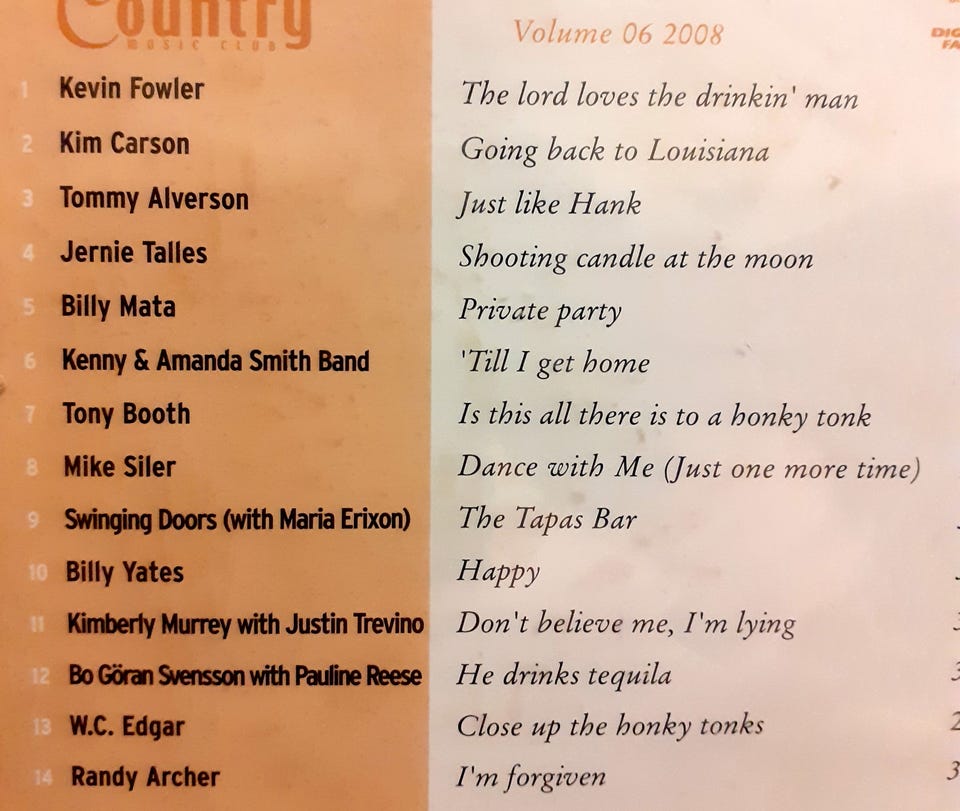 Country
MUSIC CLUB
Volume 06 2008
1 Kevin Fowler The lord loves the drinkin' man
2 Kim Carson Going back to Louisiana
3 Tommy Alverson Just like Hank
4 Jernie Talles Shooting candle at the moon
5 Billy Mata Private party
6 Kenny & Amanda Smith Band 'Till I get home
7 Tony Booth Is this all there is to a honky tonk
8 Mike Siler Dance with Me (Just one more time)
9 Swinging Doors (with Maria Erixon) The Tapas Bar
10 Billy Yates Happy
11 Kimberly Murrey with Justin Trevino Don't believe me, I'm lying
12 Bo Göran Svensson with Pauline Reese He drinks tequila
13 W.C. Edgar Close up the honky tonks
14 Randy Archer I'm forgiven